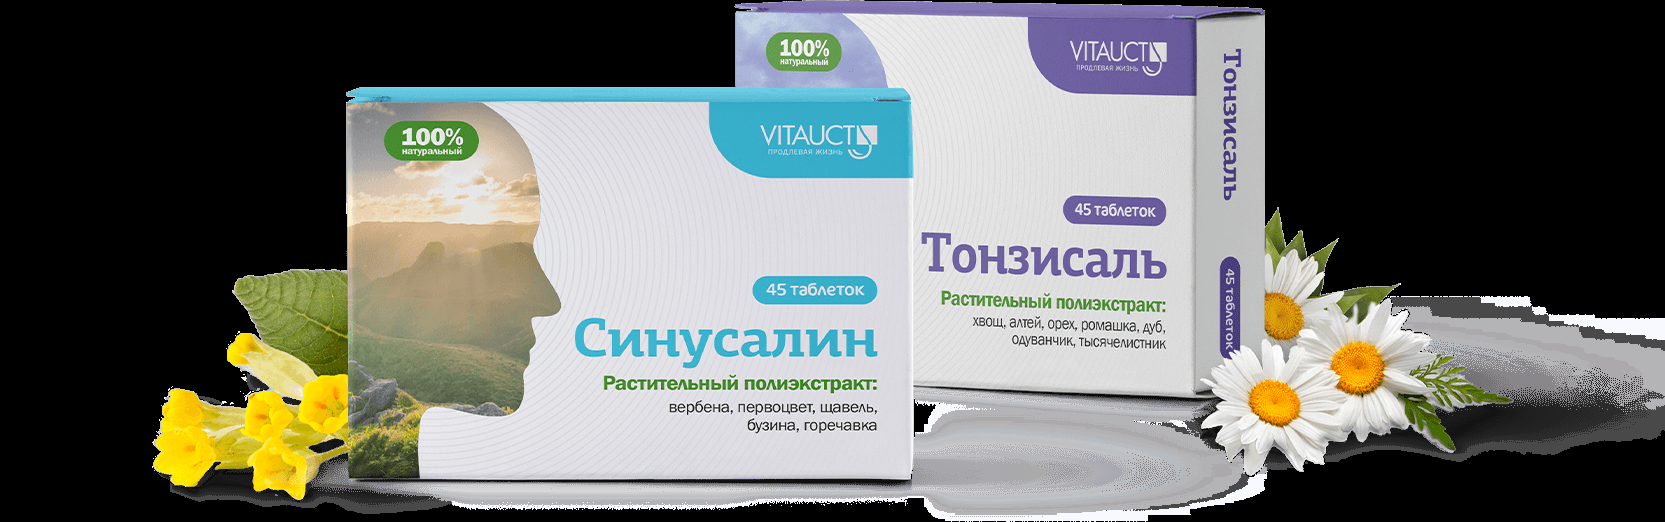 100%
натуральный
VITAUCT
ПРОДЛЕВАЯ ЖИЗНЬ
45 таблеток
Синусалин
Растительный полиэкстракт:
вербена, первоцвет, щавель,
бузина, горечавка
100%
натуральный
VITAUCT
ПРОДЛЕВАЯ ЖИЗНЬ
45 таблеток
Тонзисаль
Растительный полиэкстракт:
хвощ, алтей, орех, ромашка, дуб,
одуванчик, тысячелистник
Тонзисаль
45 таблеток